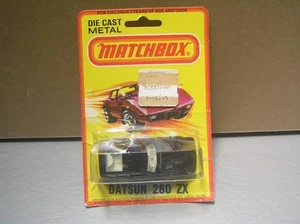 FOR CHILDREN 3 YEARS OF AGE AND OVER
DIE CAST
METAL
MATCHBOX
DATSUN 280 ZX